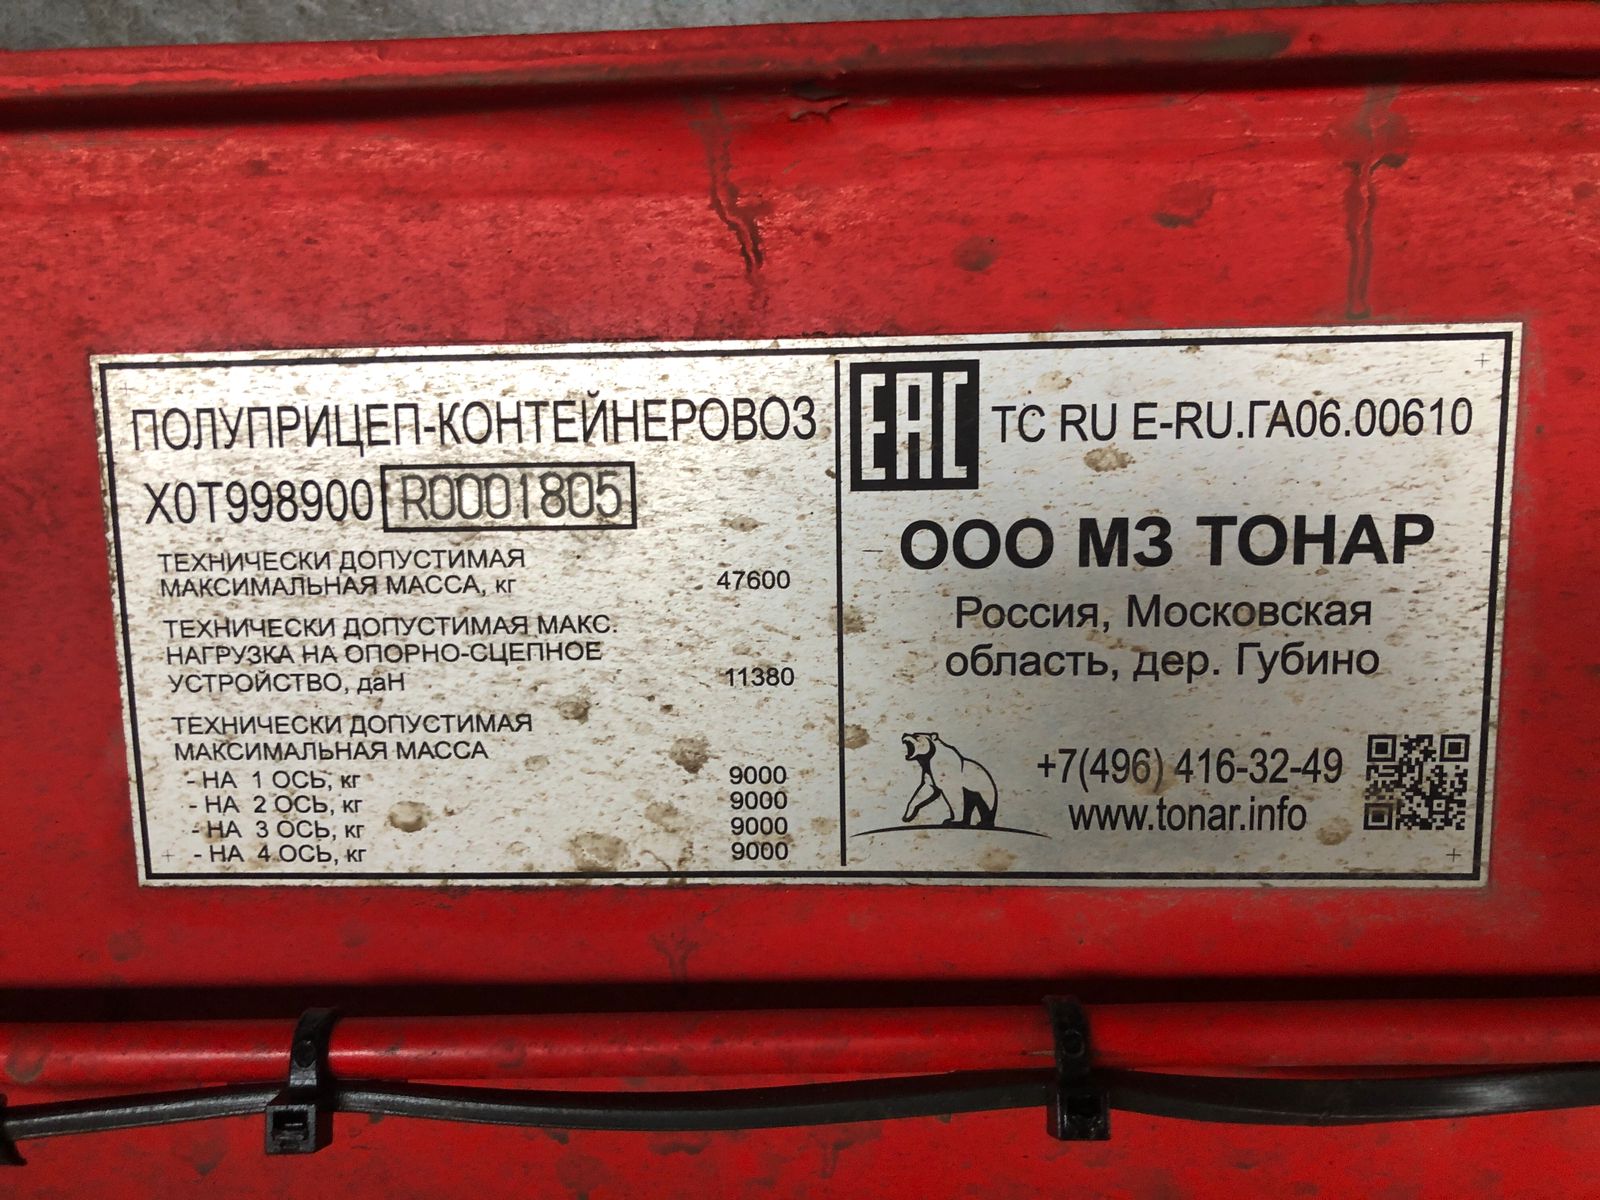 ПОЛУПРИЦЕП-КОНТЕЙНЕРОВОЗ
X0T998900 R0001805
ТЕХНИЧЕСКИ ДОПУСТИМАЯ
МАКСИМАЛЬНАЯ МАССА, кг 47600
ТЕХНИЧЕСКИ ДОПУСТИМАЯ МАКС.
НАГРУЗКА НА ОПОРНО-СЦЕПНОЕ
УСТРОЙСТВО, даН 11380
ТЕХНИЧЕСКИ ДОПУСТИМАЯ
МАКСИМАЛЬНАЯ МАССА
- НА 1 ОСЬ, кг 9000
- НА 2 ОСЬ, кг 9000
- НА 3 ОСЬ, кг 9000
- НА 4 ОСЬ, кг 9000
EAC ТС RU E-RU.ГА06.00610
ООО МЗ ТОНАР
Россия, Московская
область, дер. Губино
+7(496) 416-32-49
www.tonar.info